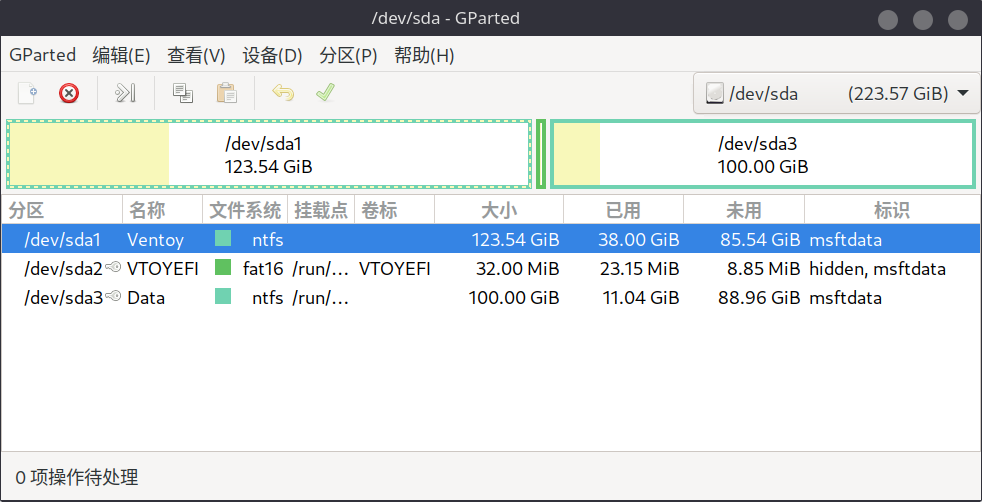 /dev/sda - GParted
GParted 编辑(E) 查看(V) 设备(D) 分区(P) 帮助(H)
/dev/sda (223.57 GiB)
/dev/sda1 /dev/sda3
123.54 GiB 100.00 GiB
分区 名称 文件系统 挂载点 卷标 大小 已用 未用 标识
/dev/sda1 Ventoy ntfs 123.54 GiB 38.00 GiB 85.54 GiB msftdata
/dev/sda2 VTOYEFI fat16 /run/... VTOYEFI 32.00 MiB 23.15 MiB 8.85 MiB hidden, msftdata
/dev/sda3 Data ntfs /run/... 100.00 GiB 11.04 GiB 88.96 GiB msftdata
0 项操作待处理